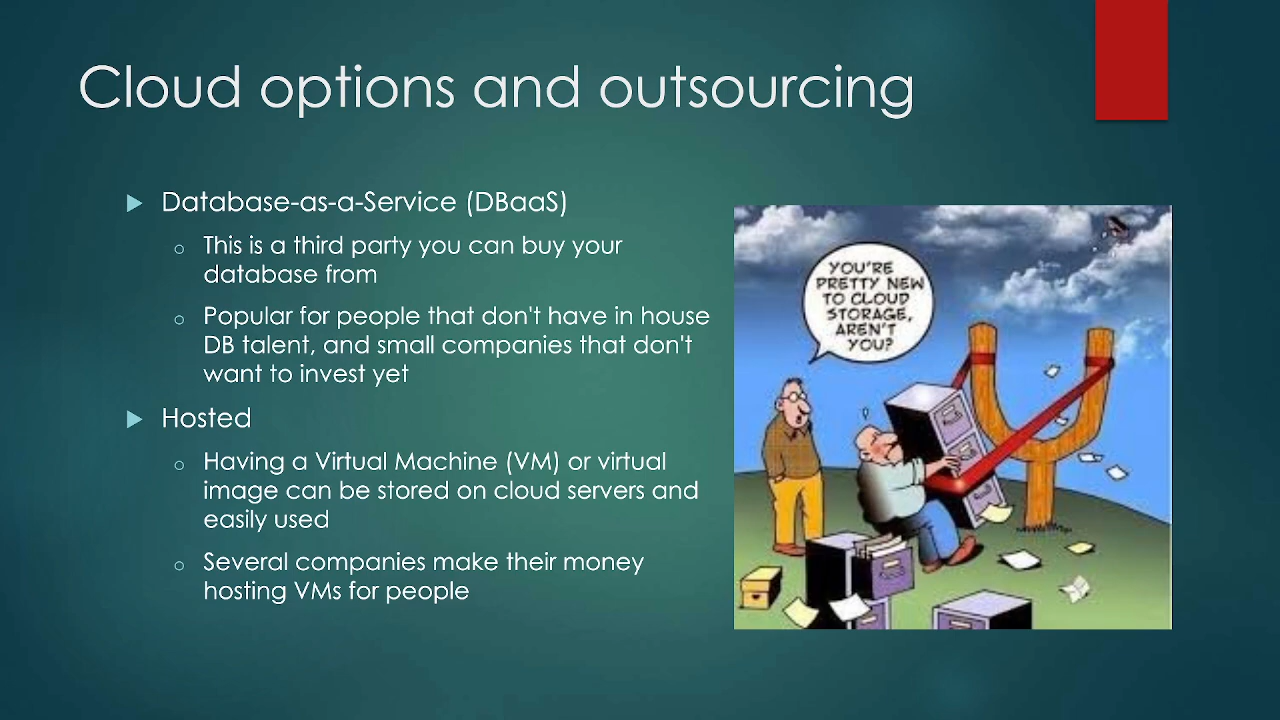 Cloud options and outsourcing
Database-as-a-Service (DBaaS)
This is a third party you can buy your
database from
Popular for people that don't have in house
DB talent, and small companies that don't
want to invest yet
Hosted
Having a Virtual Machine (VM) or virtual
image can be stored on cloud servers and
easily used
Several companies make their money
hosting VMs for people
YOU'RE
PRETTY NEW
TO CLOUD
STORAGE,
AREN'T
YOU?